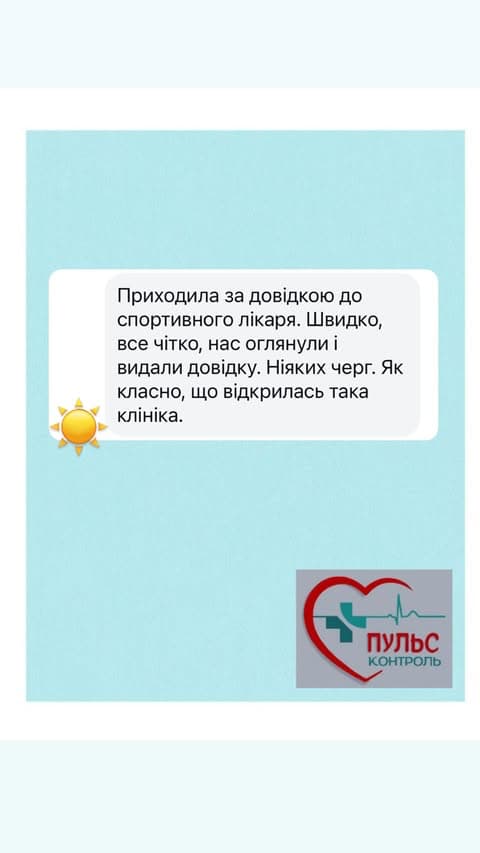 Приходила за довідкою до
спортивного лікаря. Швидко,
все чітко, нас оглянули і
видали довідку. Ніяких черг. Як
класно, що відкрилась така
клініка.
ПУЛЬС
КОНТРОЛЬ